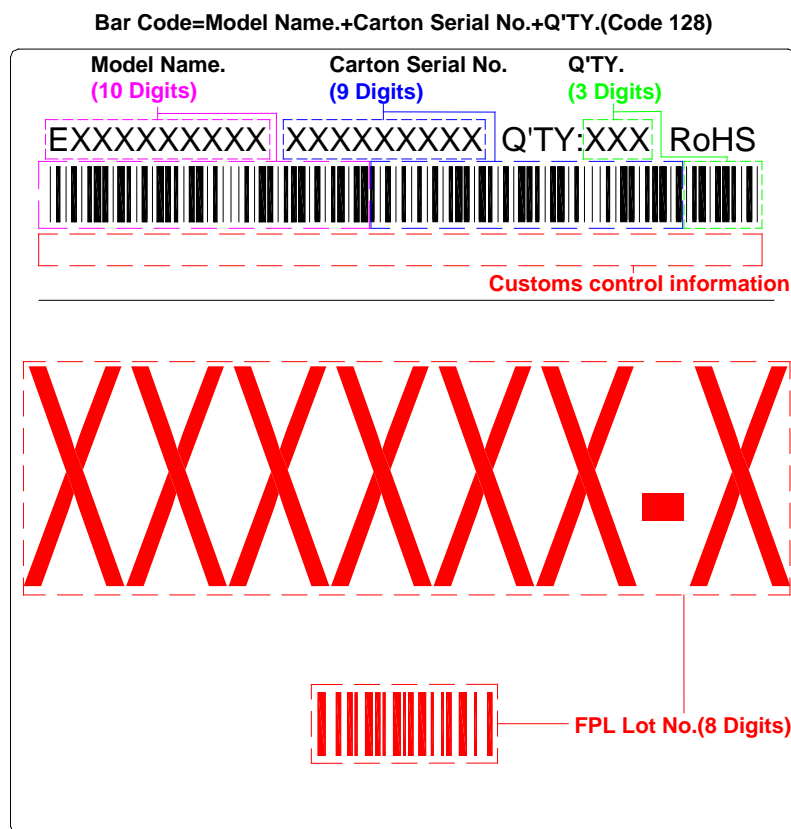 Bar Code=Model Name.+Carton Serial No.+Q'TY.(Code 128)
Model Name. Carton Serial No. Q'TY.
(10 Digits) (9 Digits) (3 Digits)
EXXXXXXXXX XXXXXXXXX Q'TY:XXX RoHS
Customs control information
XXXXXX-X
FPL Lot No.(8 Digits)